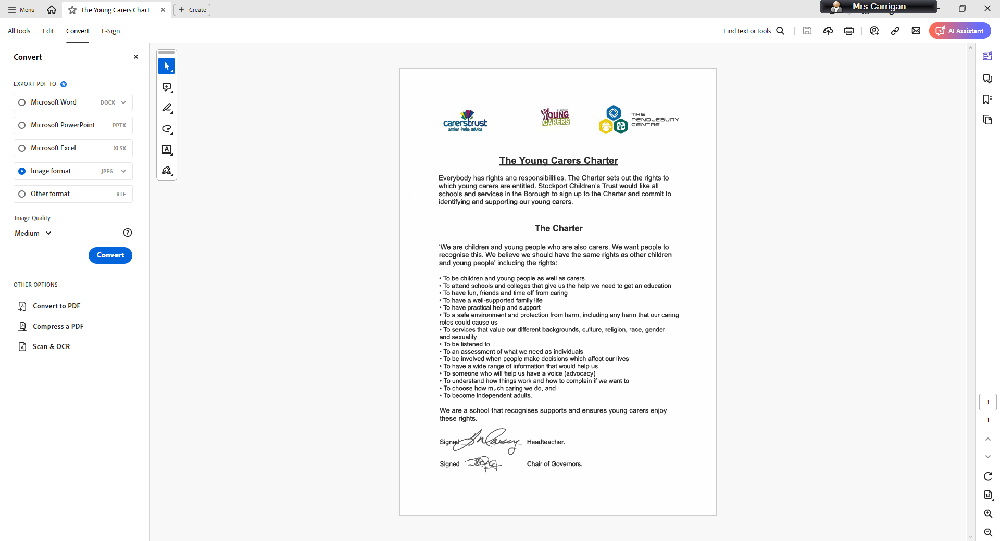 Menu
The Young Carers Chart...
Create
Mrs Carrigan
All tools
Edit
Convert
E-Sign
Find text or tools
AI Assistant
Convert
EXPORT PDF TO
Microsoft Word DOCX
Microsoft PowerPoint PPTX
Microsoft Excel XLSX
Image format JPEG
Other format RTF
Image Quality
Medium
Convert
OTHER OPTIONS
Convert to PDF
Compress a PDF
Scan & OCR
carerstrust
action · help · advice
YOUNG
CARERS
THE
PENDLEBURY
CENTRE
The Young Carers Charter
Everybody has rights and responsibilities. The Charter sets out the rights to
which young carers are entitled. Stockport Children's Trust would like all
schools and services in the Borough to sign up to the Charter and commit to
identifying and supporting our young carers.
The Charter
'We are children and young people who are also carers. We want people to
recognise this. We believe we should have the same rights as other children
and young people' including the rights:
• To be children and young people as well as carers
• To attend schools and colleges that give us the help we need to get an education
• To have fun, friends and time off from caring
• To have a well-supported family life
• To have practical help and support
• To a safe environment and protection from harm, including any harm that our caring
roles could cause us
• To services that value our different backgrounds, culture, religion, race, gender
and sexuality
• To be listened to
• To an assessment of what we need as individuals
• To be involved when people make decisions which affect our lives
• To have a wide range of information that would help us
• To someone who will help us have a voice (advocacy)
• To understand how things work and how to complain if we want to
• To choose how much caring we do, and
• To become independent adults.
We are a school that recognises supports and ensures young carers enjoy
these rights.
Signed Headteacher.
Signed Chair of Governors.
1
1